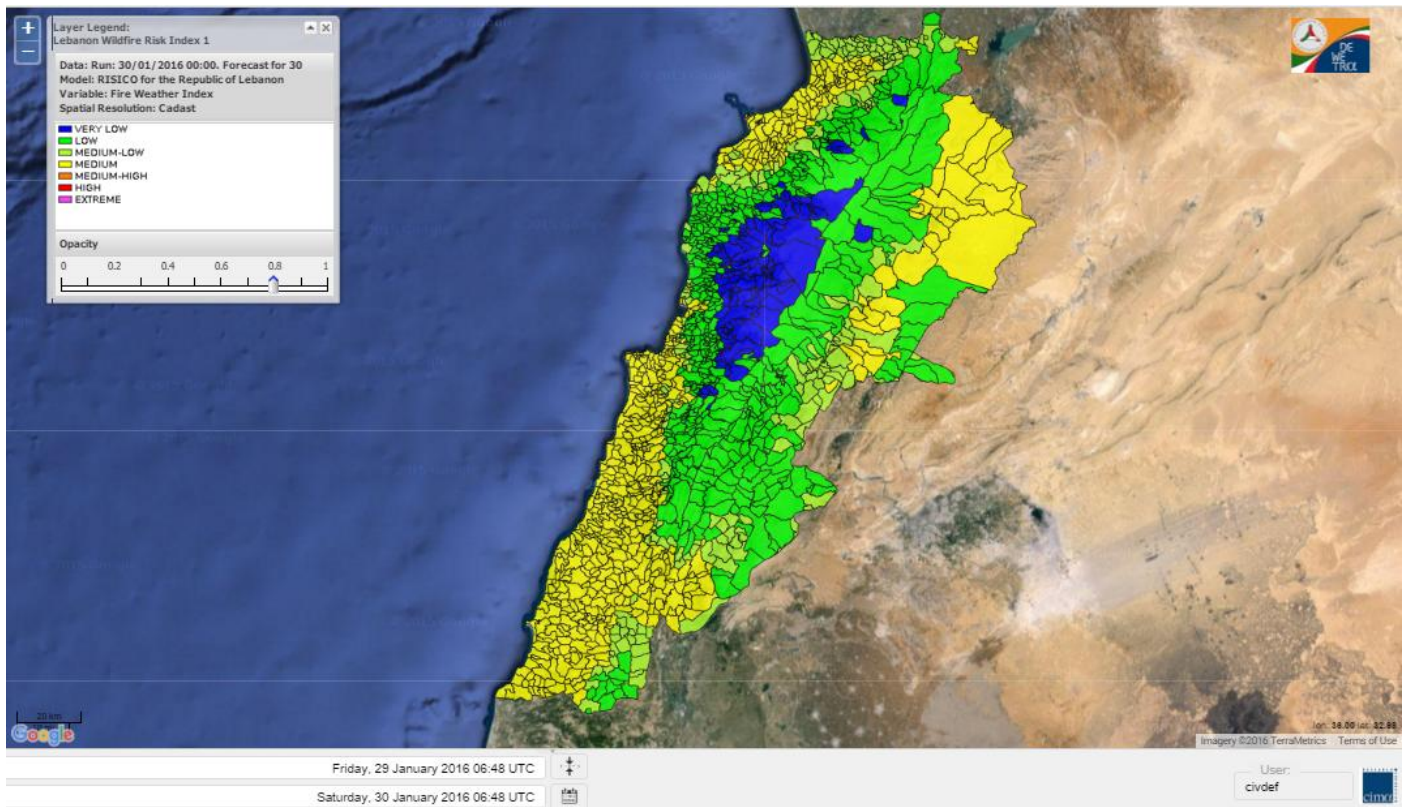 +
−
Layer Legend:
Lebanon Wildfire Risk Index 1
Data: Run: 30/01/2016 00:00. Forecast for 30
Model: RISICO for the Republic of Lebanon
Variable: Fire Weather Index
Spatial Resolution: Cadast
VERY LOW
LOW
MEDIUM-LOW
MEDIUM
MEDIUM-HIGH
HIGH
EXTREME
Opacity
0 0.2 0.4 0.6 0.8 1
DE
WE
TRA
20 km
Google
Imagery ©2016 TerraMetrics Terms of Use
Friday, 29 January 2016 06:48 UTC
Saturday, 30 January 2016 06:48 UTC
User:
civdef
cima